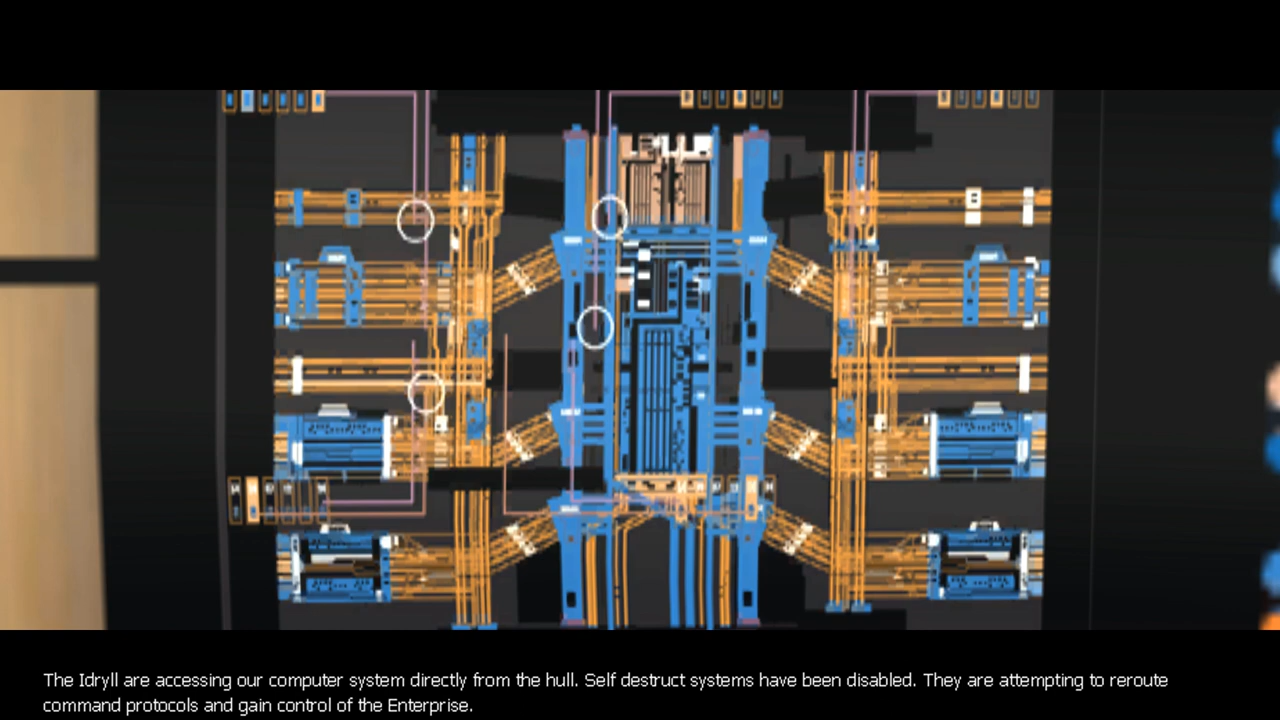 The Idryll are accessing our computer system directly from the hull. Self destruct systems have been disabled. They are attempting to reroute
command protocols and gain control of the Enterprise.